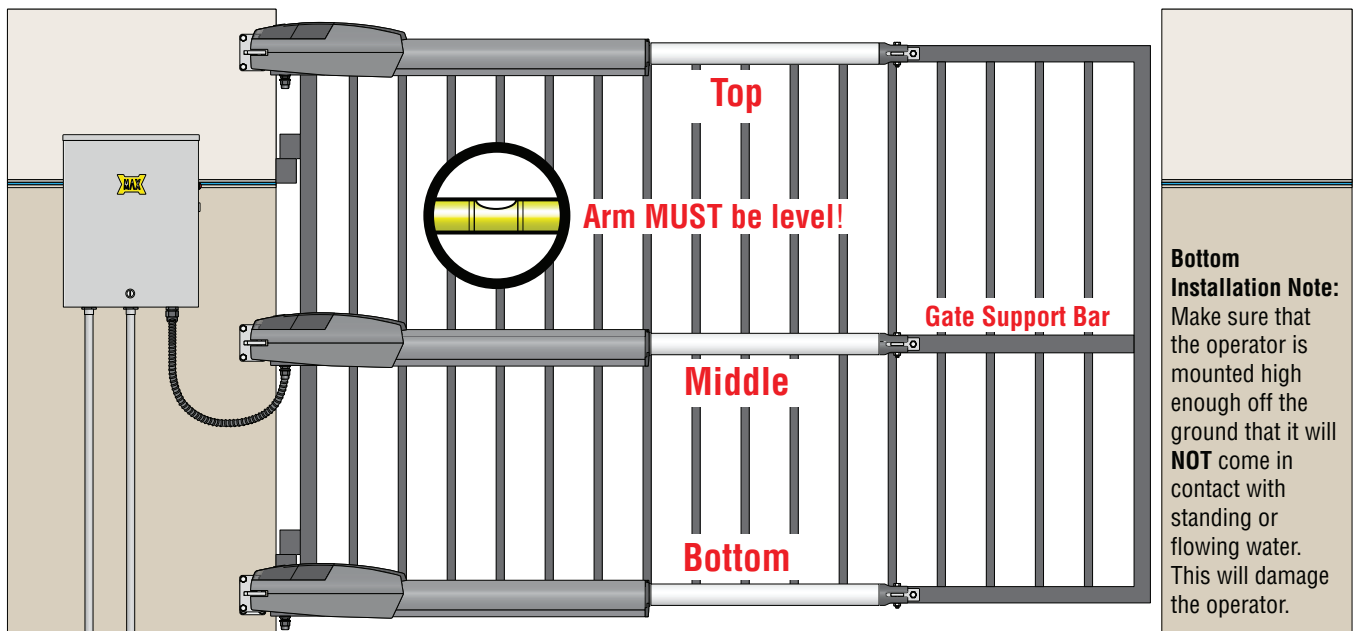 Top
MAX
Arm MUST be level!
Gate Support Bar
Middle
Bottom
Bottom
Installation Note:
Make sure that
the operator is
mounted high
enough off the
ground that it will
NOT come in
contact with
standing or
flowing water.
This will damage
the operator.